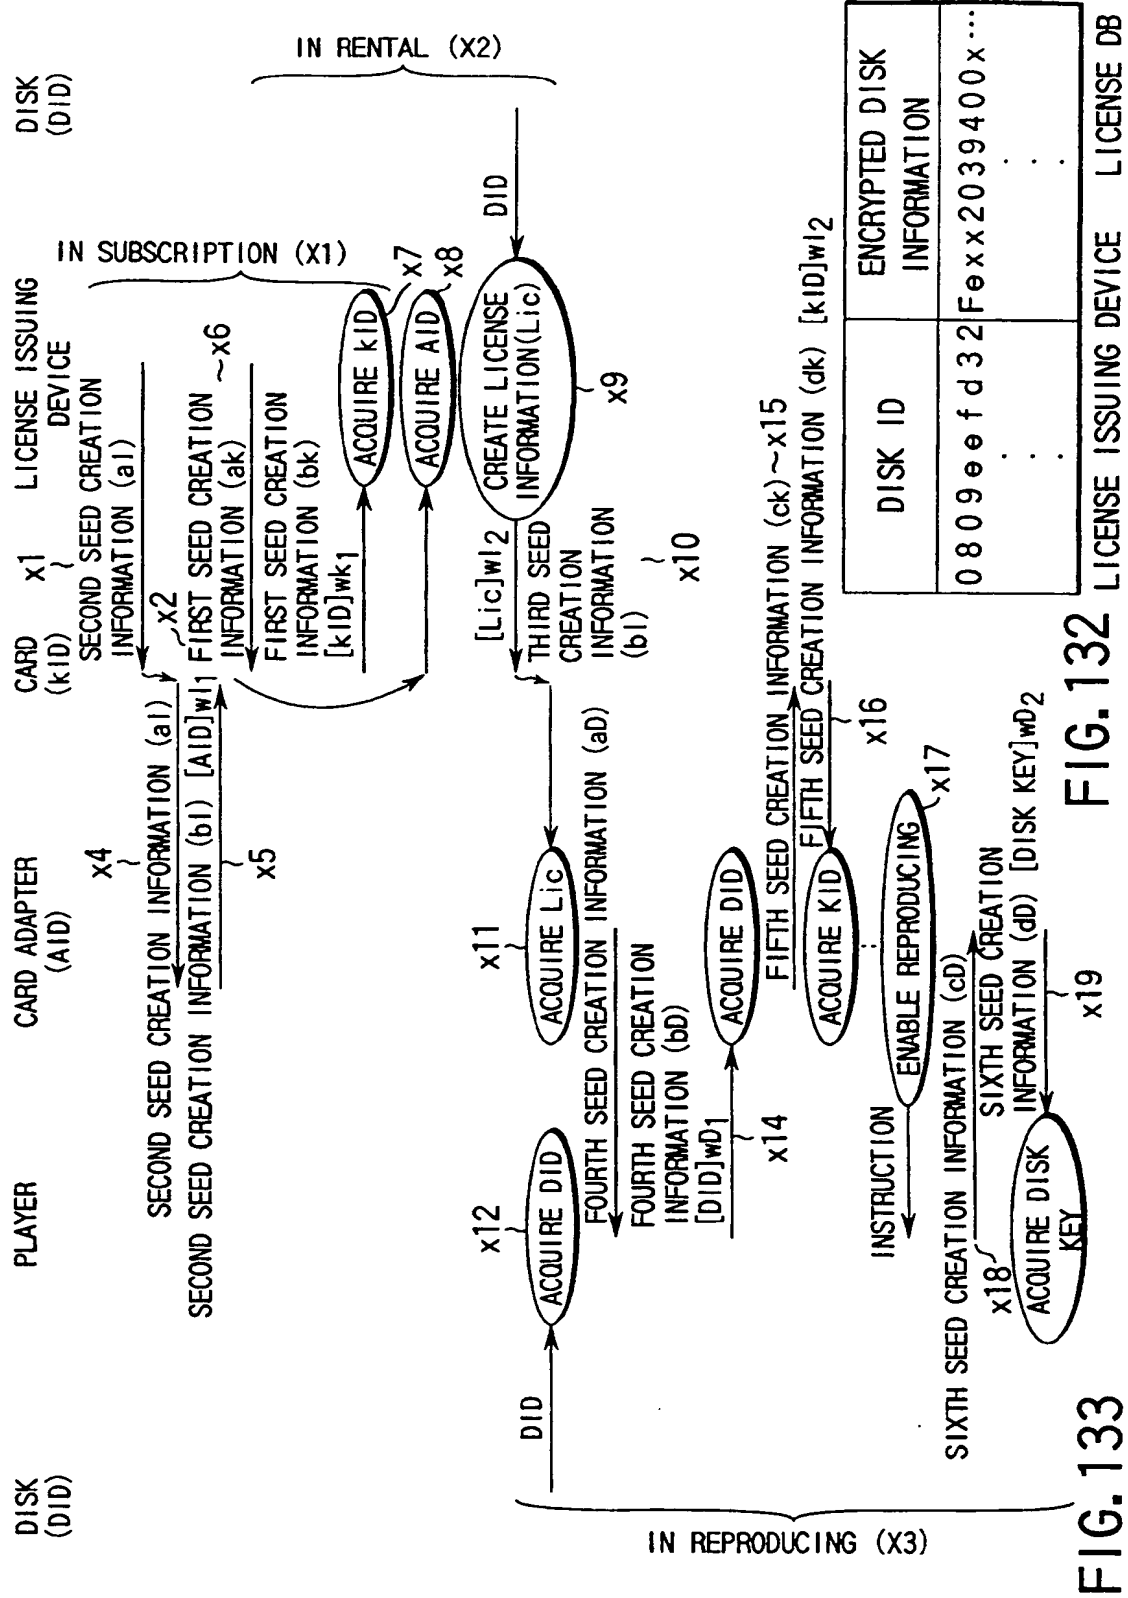 DISK
(DID)
PLAYER
CARD ADAPTER
(AID)
CARD
(kID)
LICENSE ISSUING
DEVICE
DISK
(DID)
x1
SECOND SEED CREATION
INFORMATION (aI)
IN SUBSCRIPTION (X1)
x2
x4
SECOND SEED CREATION INFORMATION (aI)
SECOND SEED CREATION INFORMATION (bI) [AID]wI1
x5
FIRST SEED CREATION
INFORMATION (ak)
~x6
FIRST SEED CREATION
INFORMATION (bk)
[kID]wk1
ACQUIRE kID
x7
ACQUIRE AID
x8
IN RENTAL (X2)
DID
CREATE LICENSE
INFORMATION(Lic)
x9
[Lic]wI2
THIRD SEED
CREATION
INFORMATION
(bI)
x10
DID
x12
ACQUIRE DID
x11
ACQUIRE Lic
FOURTH SEED CREATION INFORMATION (aD)
FOURTH SEED CREATION
INFORMATION (bD)
[DID]wD1
x14
ACQUIRE DID
FIFTH SEED CREATION INFORMATION (ck)~x15
FIFTH SEED CREATION INFORMATION (dk) [kID]wI2
x16
ACQUIRE KID
ENABLE REPRODUCING
x17
INSTRUCTION
SIXTH SEED CREATION INFORMATION (cD)
x18
SIXTH SEED CREATION
INFORMATION (dD) [DISK KEY]wD2
x19
ACQUIRE DISK
KEY
IN REPRODUCING (X3)
FIG. 133
DISK ID
ENCRYPTED DISK
INFORMATION
0809eefd32
Fexx2039400x···
LICENSE ISSUING DEVICE LICENSE DB
FIG. 132